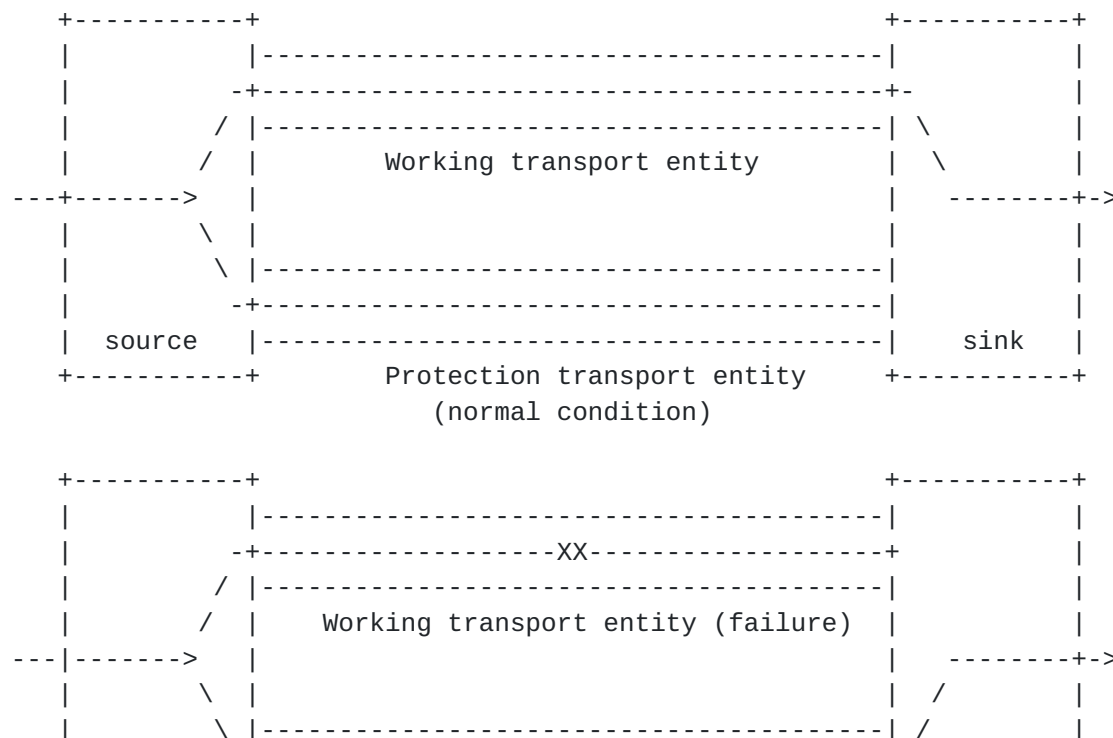 Working transport entity
source sink
Protection transport entity
(normal condition)
XX
Working transport entity (failure)